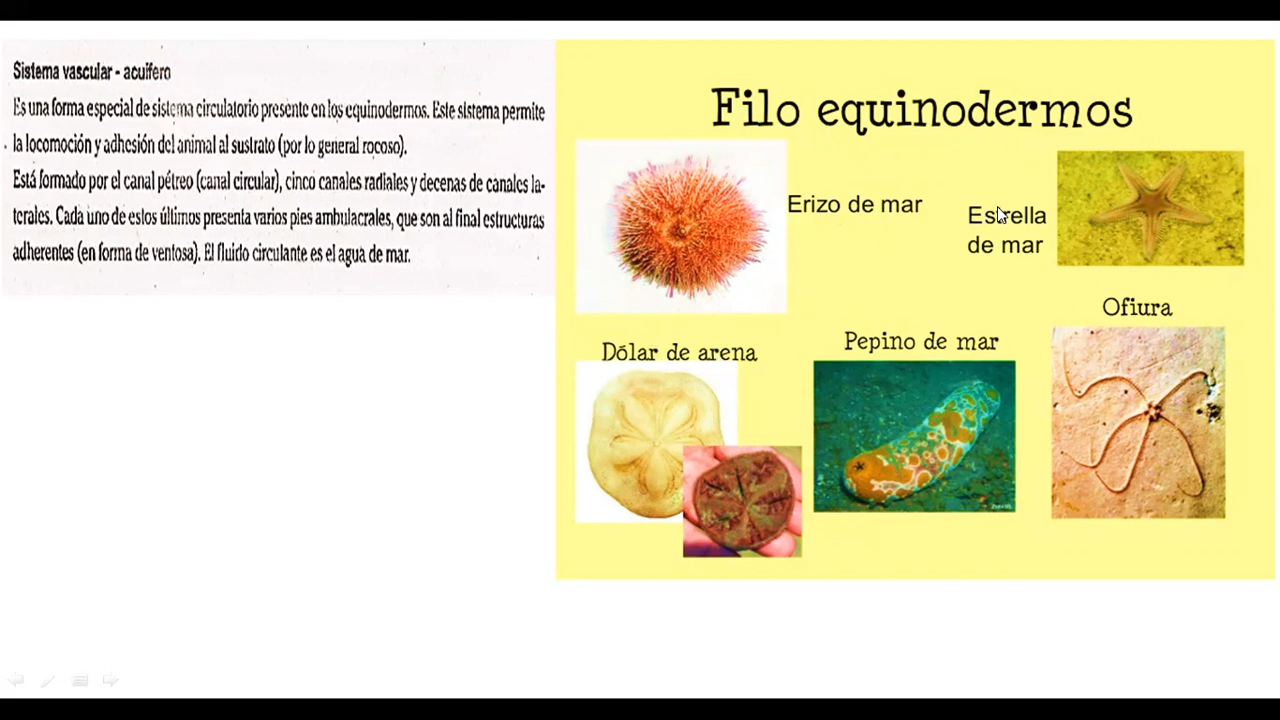 Sistema vascular - acuífero
Es una forma especial de sistema circulatorio presente en los equinodermos. Este sistema permite
la locomoción y adhesión del animal al sustrato (por lo general rocoso).
Está formado por el canal pétreo (canal circular), cinco canales radiales y decenas de canales la-
terales. Cada uno de estos últimos presenta varios pies ambulacrales, que son al final estructuras
adherentes (en forma de ventosa). El fluido circulante es el agua de mar.
Filo equinodermos
Erizo de mar
Estrella
de mar
Ofiura
Dólar de arena
Pepino de mar